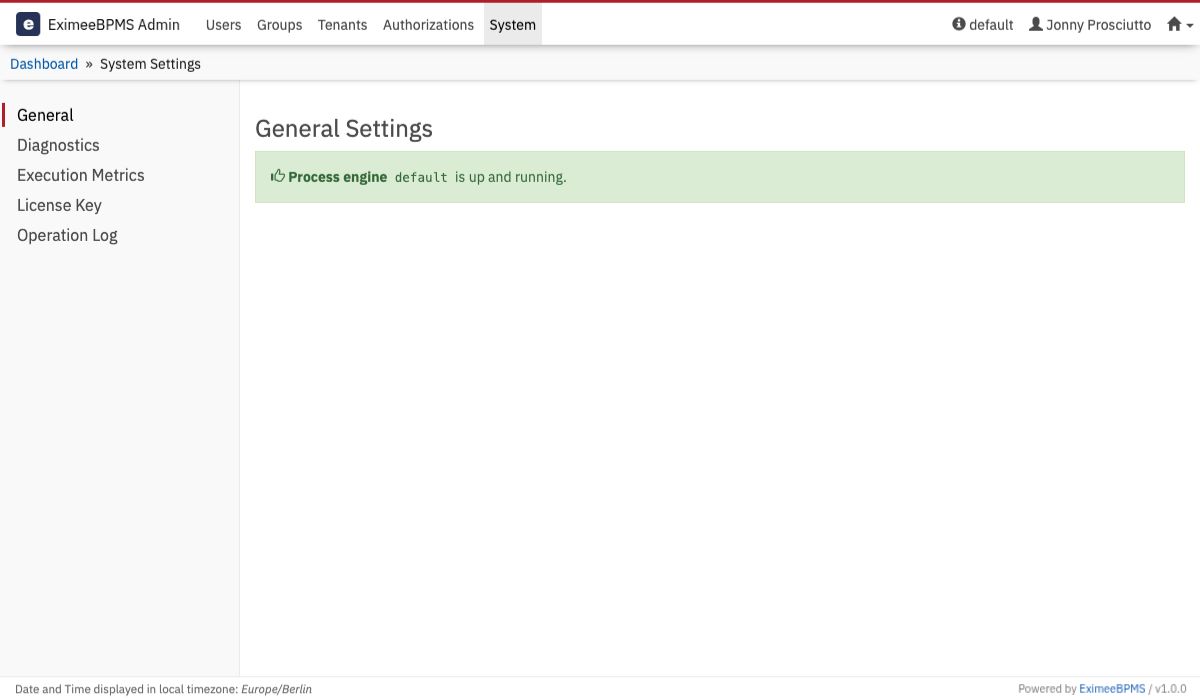 e EximeeBPMS Admin Users Groups Tenants Authorizations System default Jonny Prosciutto
Dashboard » System Settings
General
Diagnostics
Execution Metrics
License Key
Operation Log
General Settings
Process engine default is up and running.
Date and Time displayed in local timezone: Europe/Berlin
Powered by EximeeBPMS / v1.0.0